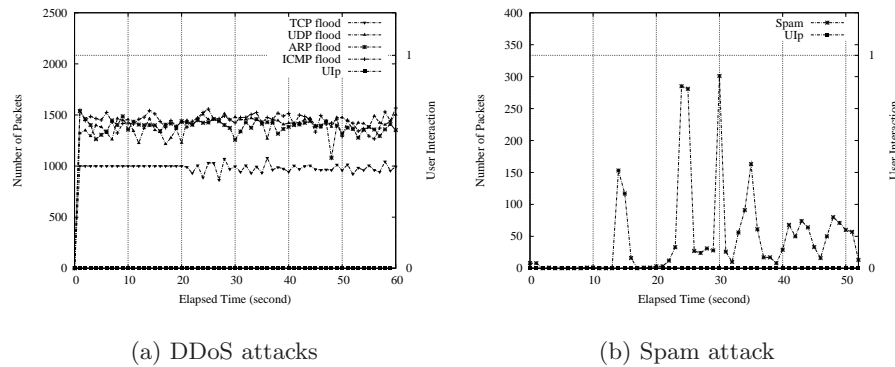 TCP flood
UDP flood
ARP flood
ICMP flood
UIp
2500
2000
1500
1000
500
0
Number of Packets
1
0
User Interaction
0 10 20 30 40 50 60
Elapsed Time (second)
(a) DDoS attacks
Spam
UIp
400
350
300
250
200
150
100
50
0
Number of Packets
1
0
User Interaction
0 10 20 30 40 50
Elapsed Time (second)
(b) Spam attack